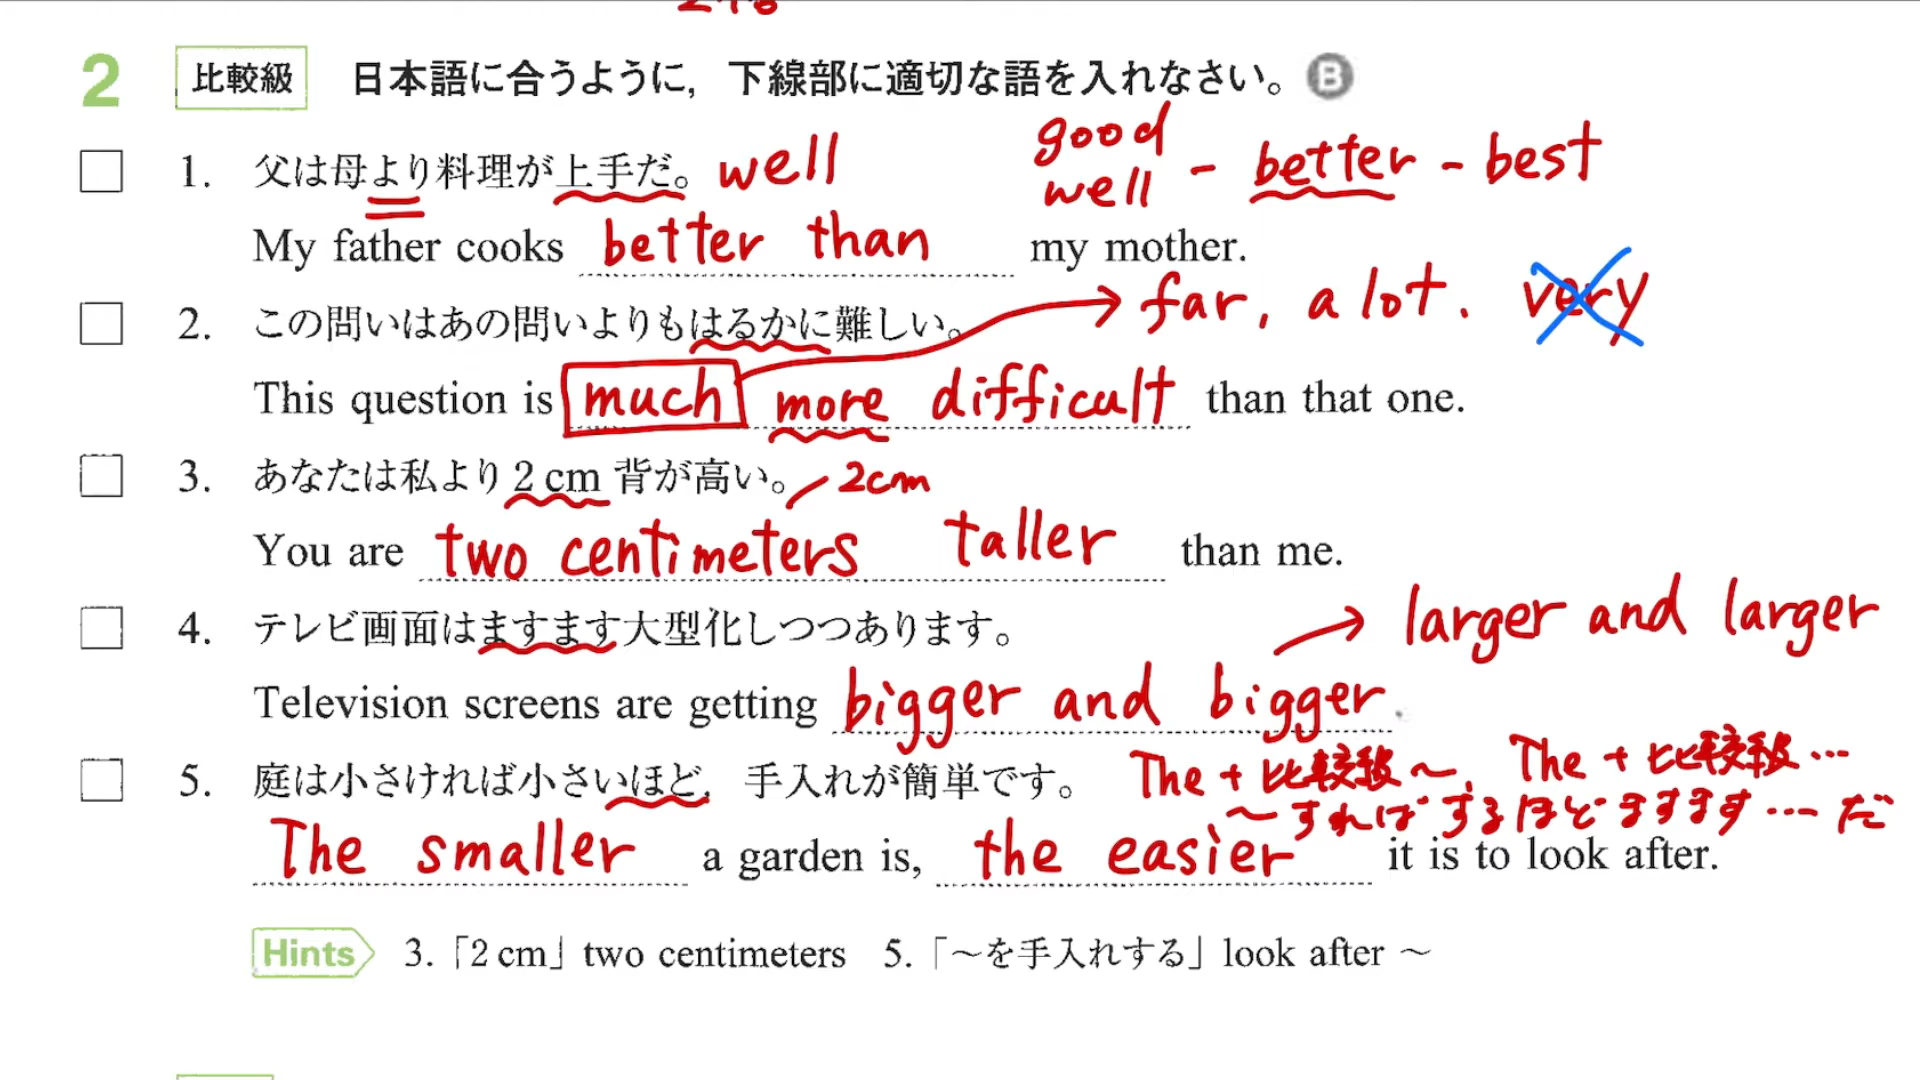 2 比較級 日本語に合うように，下線部に適切な語を入れなさい。 B
good
1. 父は母より料理が上手だ。 well well - better - best
My father cooks better than my mother.
far, a lot. very
2. この問いはあの問いよりもはるかに難しい。
This question is much more difficult than that one.
3. あなたは私より 2 cm 背が高い。 2cm
You are two centimeters taller than me.
→ larger and larger
4. テレビ画面はますます大型化しつつあります。
Television screens are getting bigger and bigger.
The + 比較級 ～, The + 比較級 …
5. 庭は小さければ小さいほど，手入れが簡単です。
～すればするほどますます … だ
The smaller a garden is, the easier it is to look after.
Hints 3.「2 cm」two centimeters 5.「～を手入れする」look after ～